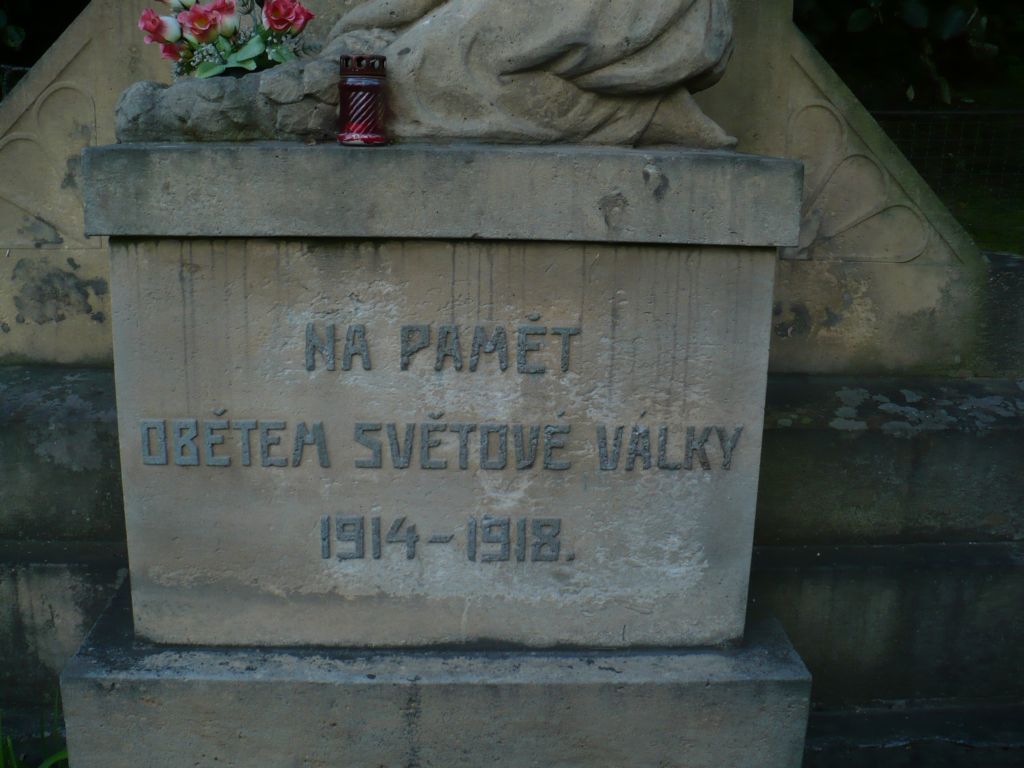 NA PAMĚŤ
OBĚTEM SVĚTOVÉ VÁLKY
1914-1918.